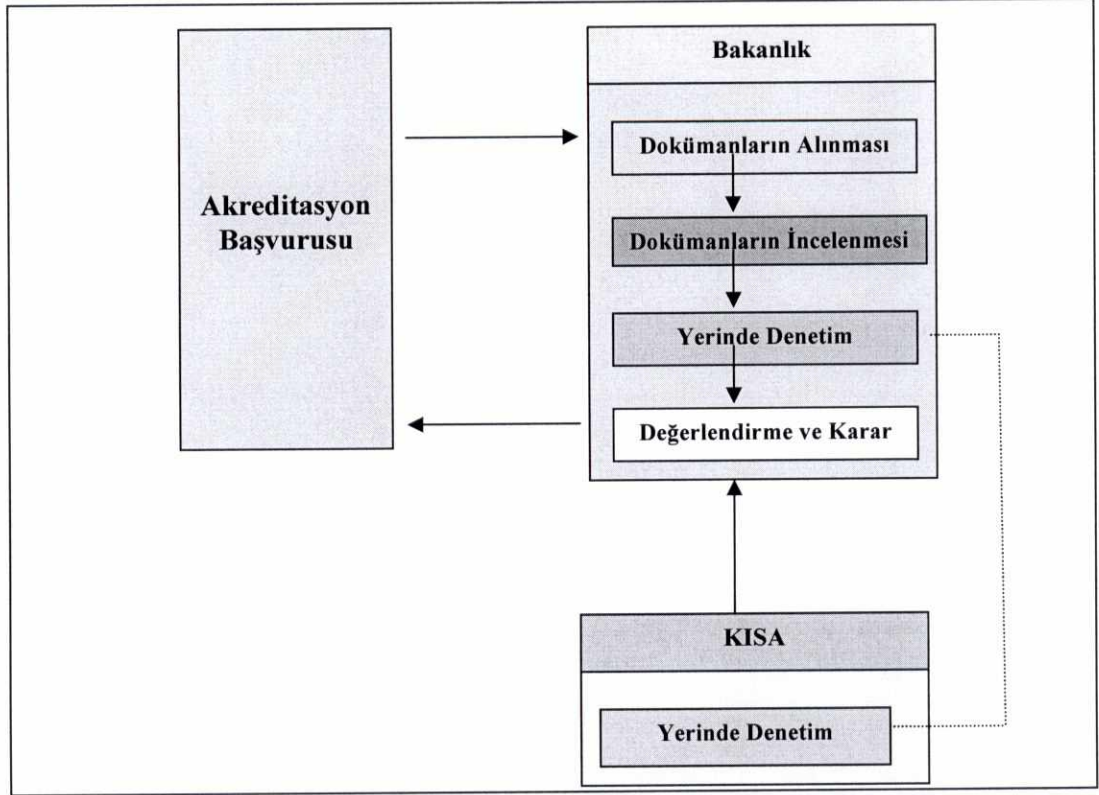 Akreditasyon
Başvurusu
Bakanlık
Dokümanların Alınması
Dokümanların İncelenmesi
Yerinde Denetim
Değerlendirme ve Karar
KISA
Yerinde Denetim